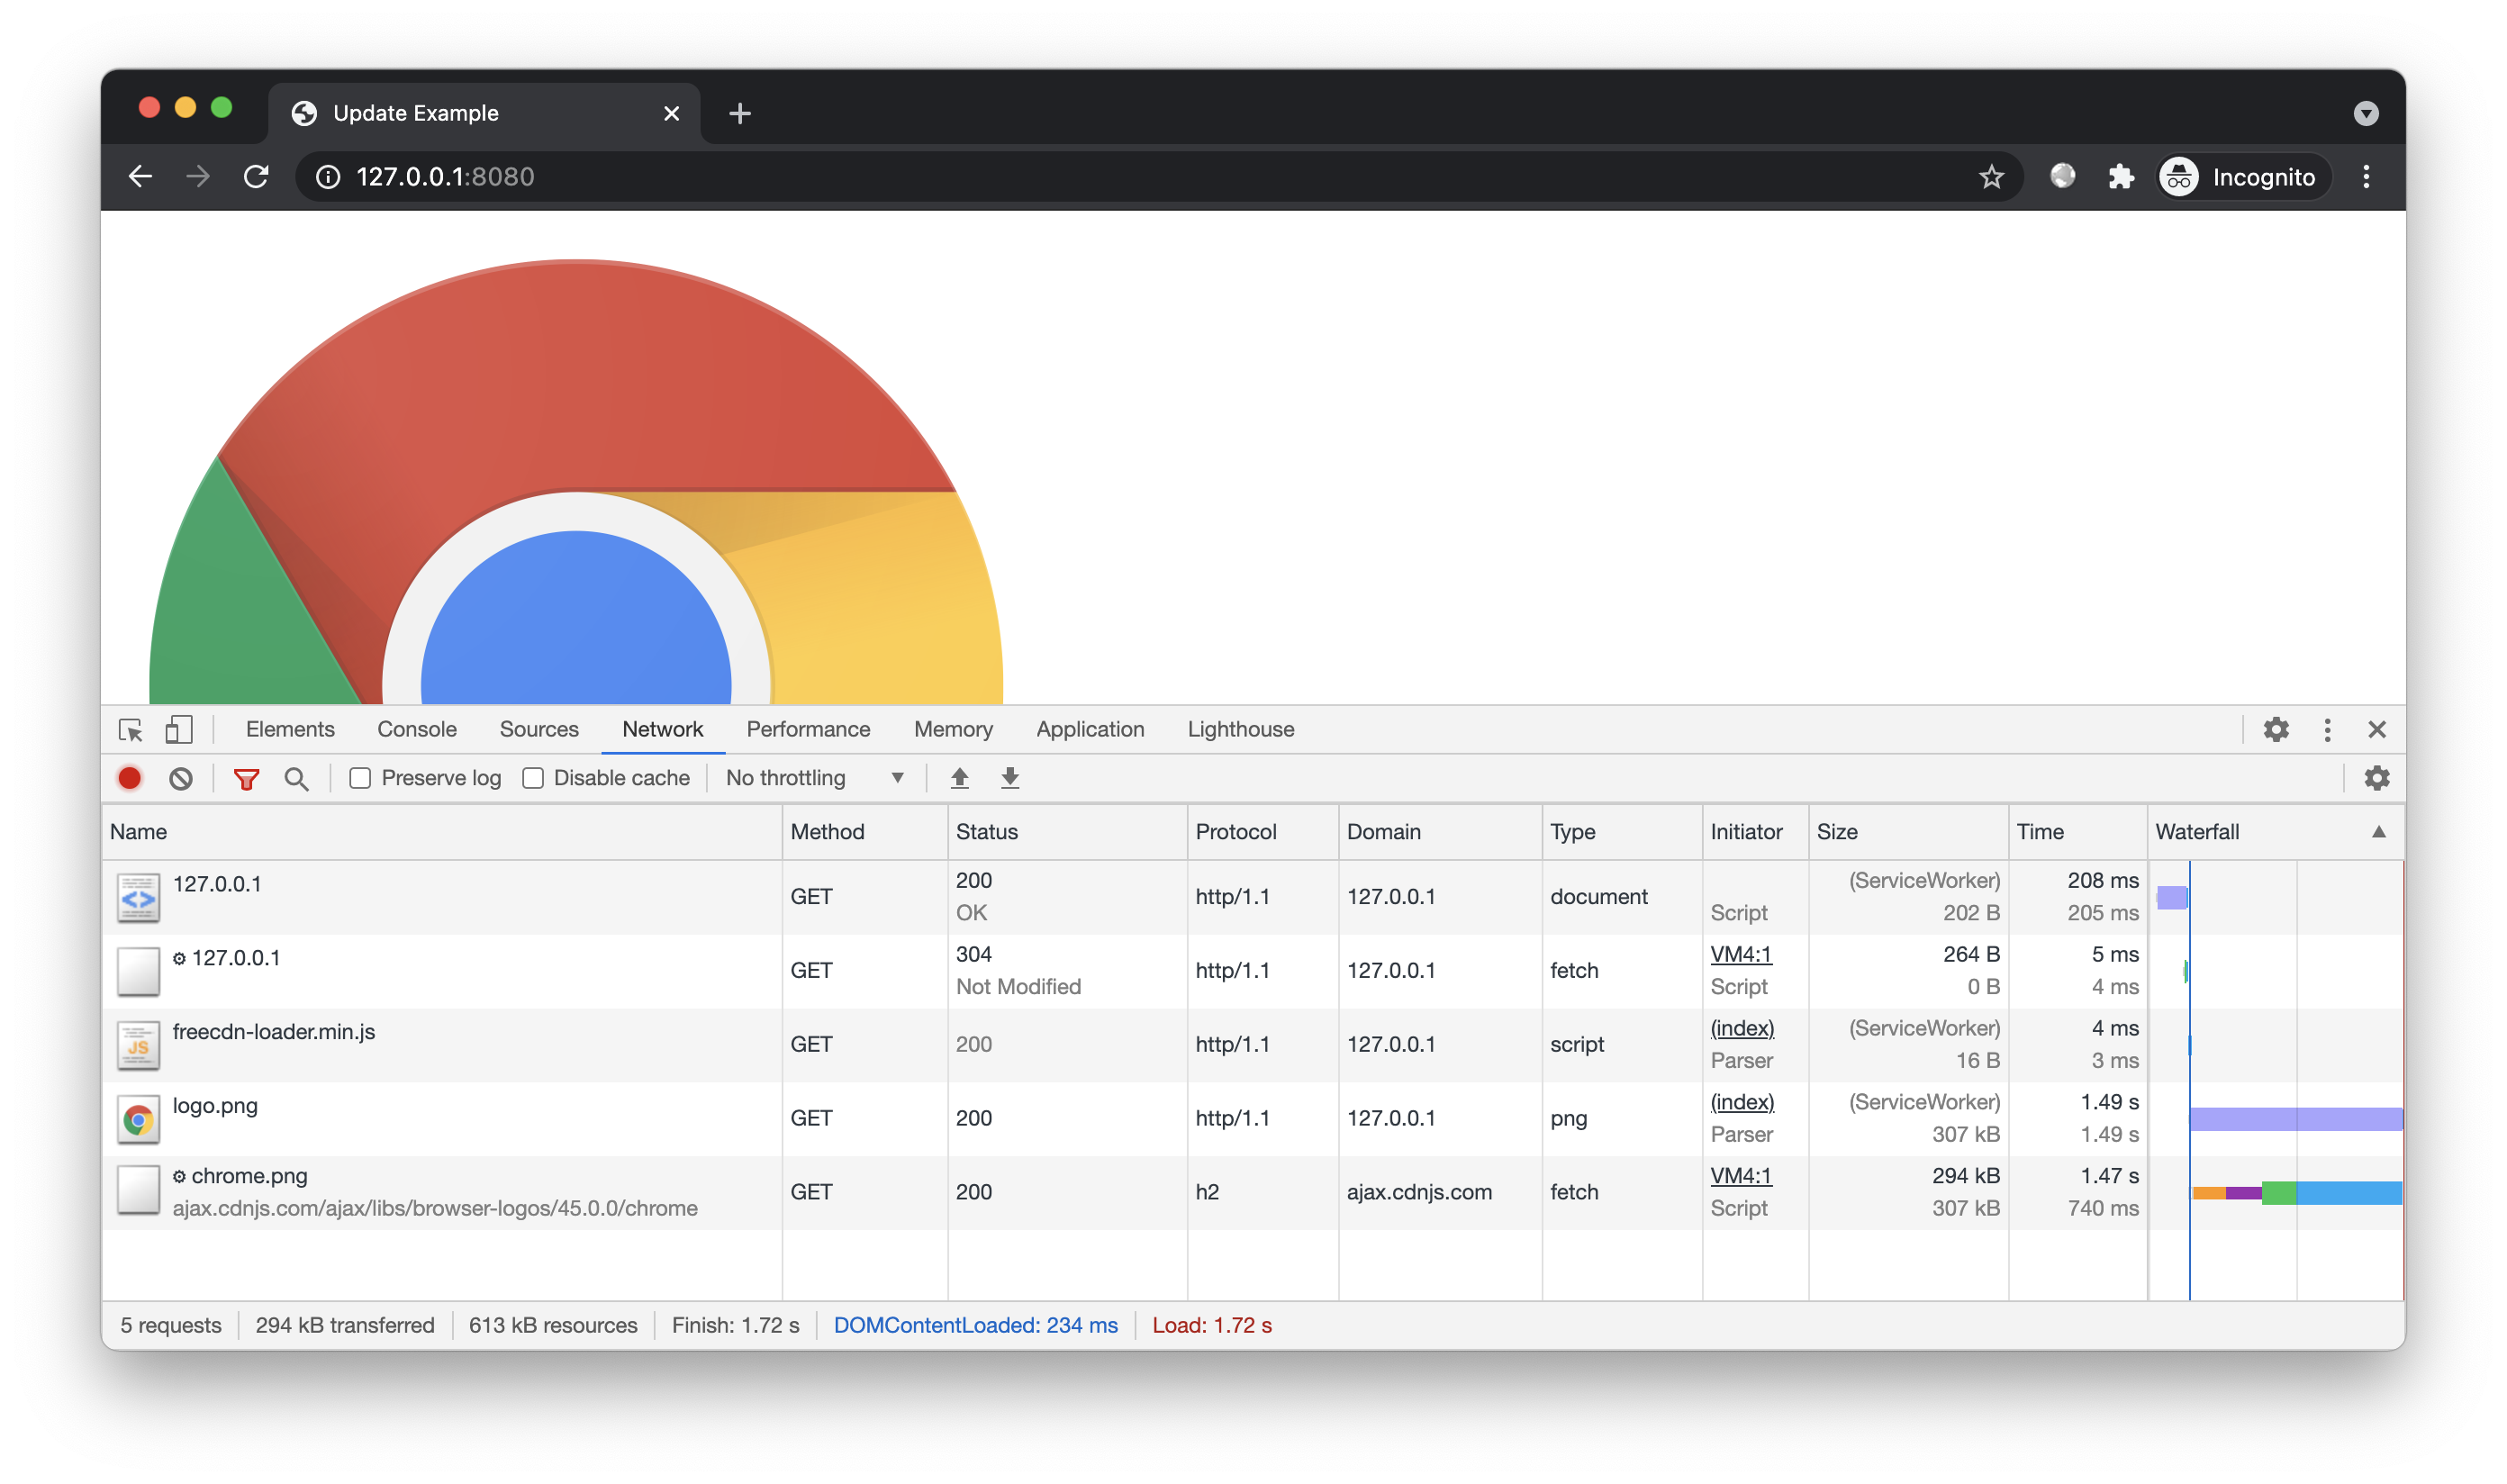 Update Example
127.0.0.1:8080
Incognito
Elements Console Sources Network Performance Memory Application Lighthouse
Preserve log Disable cache No throttling
Name Method Status Protocol Domain Type Initiator Size Time Waterfall
127.0.0.1 GET 200 http/1.1 127.0.0.1 document (ServiceWorker) 208 ms
OK Script 202 B 205 ms
127.0.0.1 GET 304 http/1.1 127.0.0.1 fetch VM4:1 264 B 5 ms
Not Modified Script 0 B 4 ms
freecdn-loader.min.js GET 200 http/1.1 127.0.0.1 script (index) (ServiceWorker) 4 ms
JS Parser 16 B 3 ms
logo.png GET 200 http/1.1 127.0.0.1 png (index) (ServiceWorker) 1.49 s
Parser 307 kB 1.49 s
chrome.png GET 200 h2 ajax.cdnjs.com fetch VM4:1 294 kB 1.47 s
ajax.cdnjs.com/ajax/libs/browser-logos/45.0.0/chrome Script 307 kB 740 ms
5 requests 294 kB transferred 613 kB resources Finish: 1.72 s DOMContentLoaded: 234 ms Load: 1.72 s